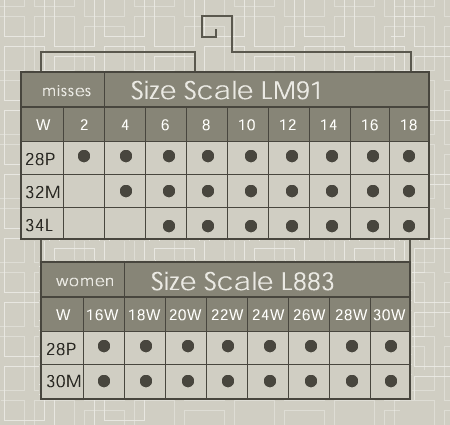 misses Size Scale LM91
W 2 4 6 8 10 12 14 16 18
28P
32M
34L
women Size Scale L883
W 16W 18W 20W 22W 24W 26W 28W 30W
28P
30M